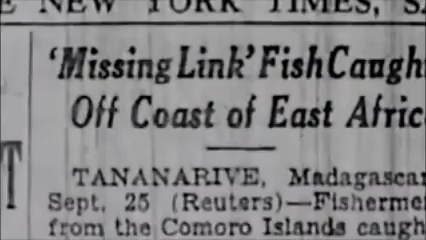 E NEW YORK TIMES, S
'Missing Link' Fish Caugh
Off Coast of East Afric
T
TANANARIVE, Madagascar
Sept. 25 (Reuters)—Fisherme
from the Comoro Islands caugh